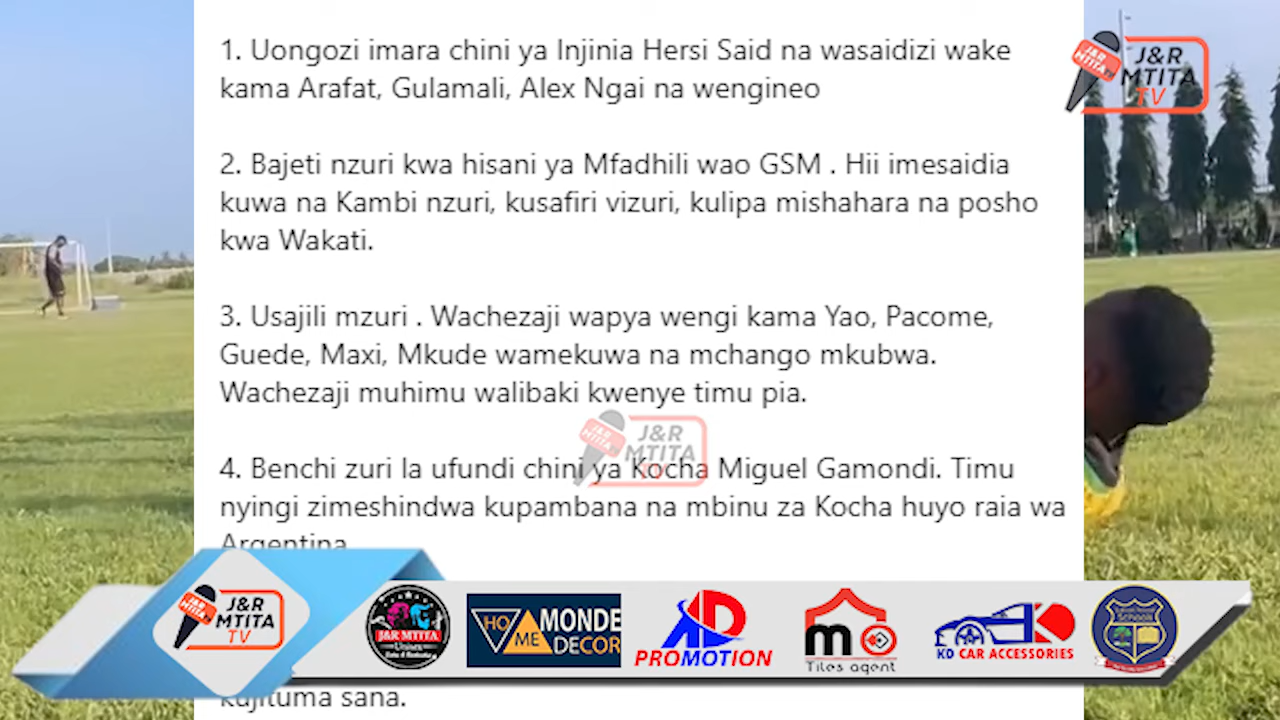 1. Uongozi imara chini ya Injinia Hersi Said na wasaidizi wake
kama Arafat, Gulamali, Alex Ngai na wengineo
2. Bajeti nzuri kwa hisani ya Mfadhili wao GSM . Hii imesaidia
kuwa na Kambi nzuri, kusafiri vizuri, kulipa mishahara na posho
kwa Wakati.
3. Usajili mzuri . Wachezaji wapya wengi kama Yao, Pacome,
Guede, Maxi, Mkude wamekuwa na mchango mkubwa.
Wachezaji muhimu walibaki kwenye timu pia.
4. Benchi zuri la ufundi chini ya Kocha Miguel Gamondi. Timu
nyingi zimeshindwa kupambana na mbinu za Kocha huyo raia wa
Argentina
kujituma sana.
J&R
MTITA
TV
J&R
MTITA
TV
J&R
MTITA
TV
J&R MTITA
Unisex
HOME
MONDE
DECOR
KD
PROMOTION
m
Tiles agent
KD CAR ACCESSORIES
Schools